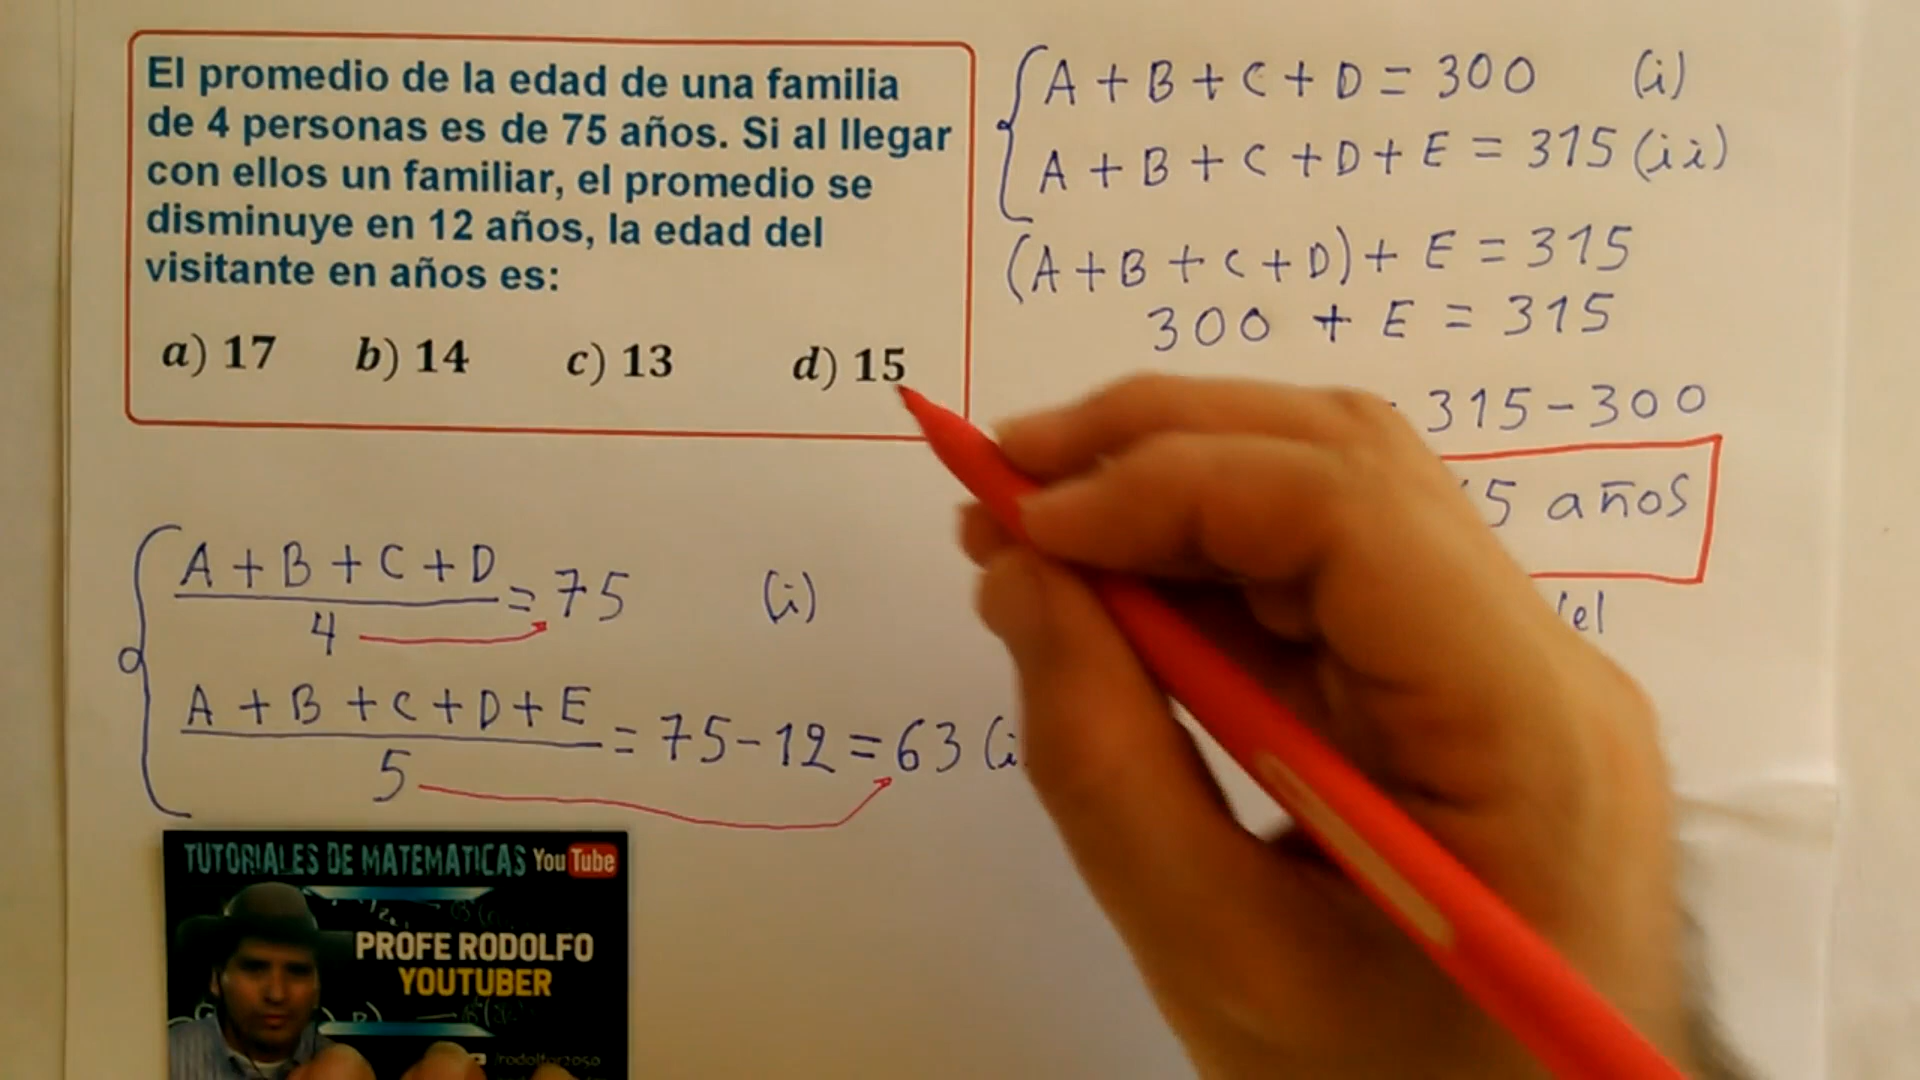 El promedio de la edad de una familia
de 4 personas es de 75 años. Si al llegar
con ellos un familiar, el promedio se
disminuye en 12 años, la edad del
visitante en años es:
a) 17 b) 14 c) 13 d) 15
A + B + C + D = 300 (i)
A + B + C + D + E = 315 (ii)
(A + B + C + D) + E = 315
300 + E = 315
315 - 300
5 años
A + B + C + D
4
= 75 (i)
A + B + C + D + E
5
= 75 - 12 = 63 (i
TUTORIALES DE MATEMATICAS YouTube
PROFE RODOLFO
YOUTUBER